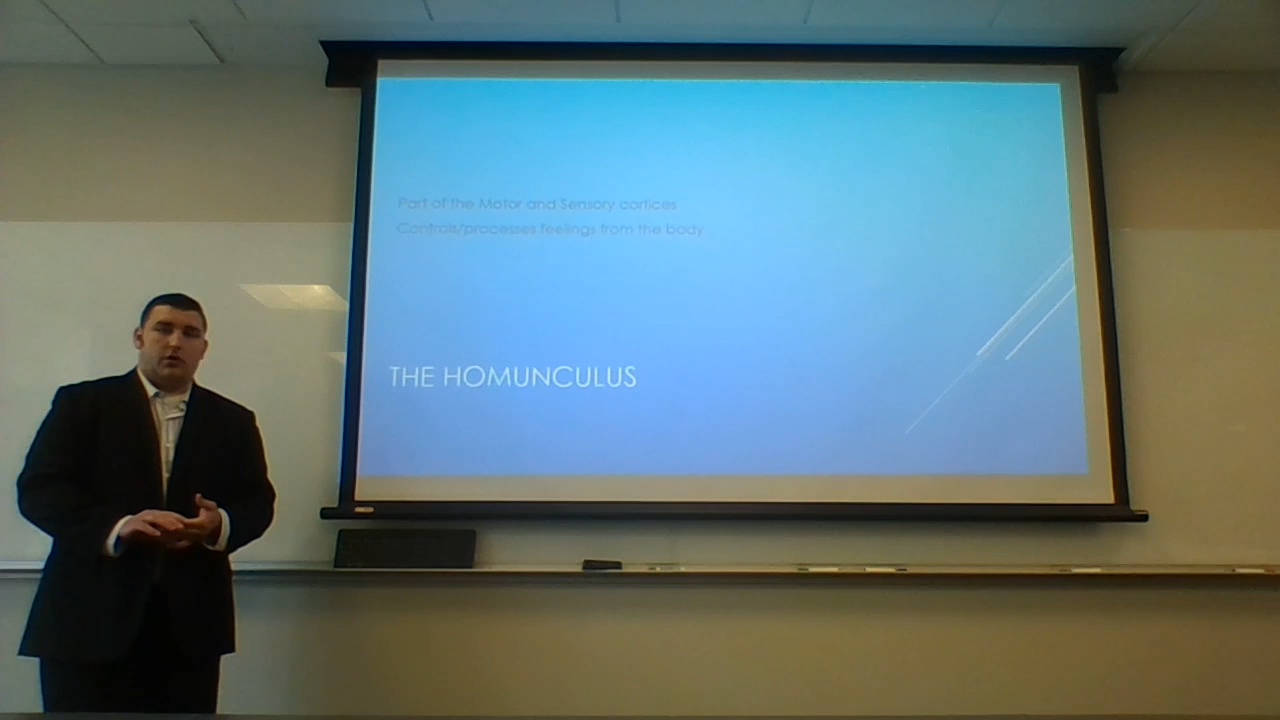 Part of the Motor and Sensory cortices
Controls/processes feelings from the body
THE HOMUNCULUS